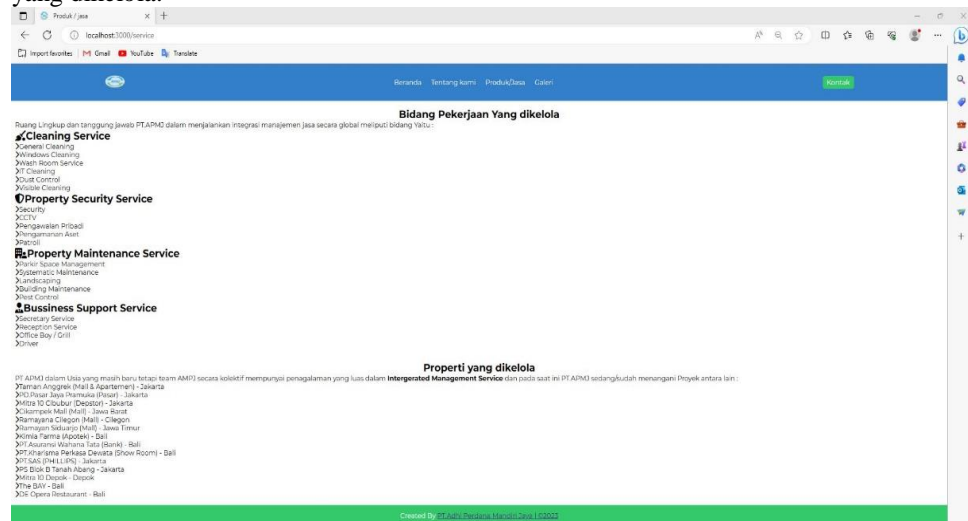 yang dikelola.
Produk / jasa
localhost:3000/service
Import favorites Gmail YouTube Translate
Beranda Tentang kami Produk/Jasa Galeri Kontak
Bidang Pekerjaan Yang dikelola
Ruang Lingkup dan tanggung jawab PT.APMJ dalam menjalankan integrasi manajemen jasa secara global meliputi bidang Yaitu :
Cleaning Service
General Cleaning
Windows Cleaning
Wash Room Service
IT Cleaning
Dust Control
Visible Cleaning
Property Security Service
Security
CCTV
Pengawalan Pribadi
Pengamanan Aset
Patroli
Property Maintenance Service
Parkir Space Management
Systematic Maintenance
Landscaping
Building Maintenance
Pest Control
Bussiness Support Service
Secretary Service
Reception Service
Office Boy / Grill
Driver
Properti yang dikelola
PT APMJ dalam Usia yang masih baru tetapi team AMPJ secara kolektif mempunyai penagalaman yang luas dalam Intergerated Management Service dan pada saat ini PT.APMJ sedang/sudah menangani Proyek antara lain :
Taman Anggrek (Mall & Apartemen) - Jakarta
PD.Pasar Jaya Pramuka (Pasar) - Jakarta
Mitra 10 Cibubur (Depstor) - Jakarta
Cikampek Mall (Mall) - Jawa Barat
Ramayana Cilegon (Mall) - Cilegon
Ramayan Siduarjo (Mall) - Jawa Timur
Kimia Farma (Apotek) - Bali
PT.Asuransi Wahana Tata (Bank) - Bali
PT.Kharisma Perkasa Dewata (Show Room) - Bali
PT.SAS (PHILLIPS) - Jakarta
PS Blok B Tanah Abang - Jakarta
Mitra 10 Depok - Depok
The BAY - Bali
DE Opera Restaurant - Bali
Created By PT.Adhi Perdana Mandiri Jaya | ©2023